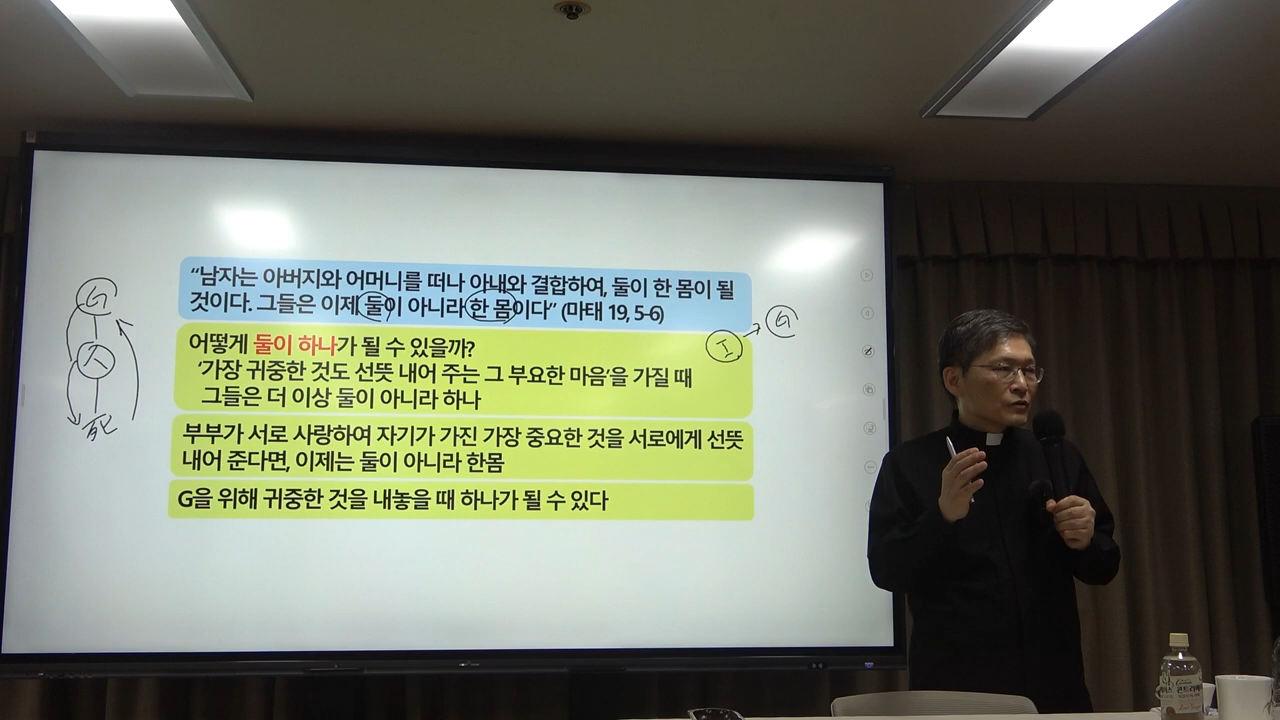 “남자는 아버지와 어머니를 떠나 아내와 결합하여, 둘이 한 몸이 될
것이다. 그들은 이제 둘이 아니라 한 몸이다” (마태 19, 5-6)
어떻게 둘이 하나가 될 수 있을까?
‘가장 귀중한 것도 선뜻 내어 주는 그 부요한 마음’을 가질 때
그들은 더 이상 둘이 아니라 하나
부부가 서로 사랑하여 자기가 가진 가장 중요한 것을 서로에게 선뜻
내어 준다면, 이제는 둘이 아니라 한몸
G을 위해 귀중한 것을 내놓을 때 하나가 될 수 있다
G
人
死
I
G